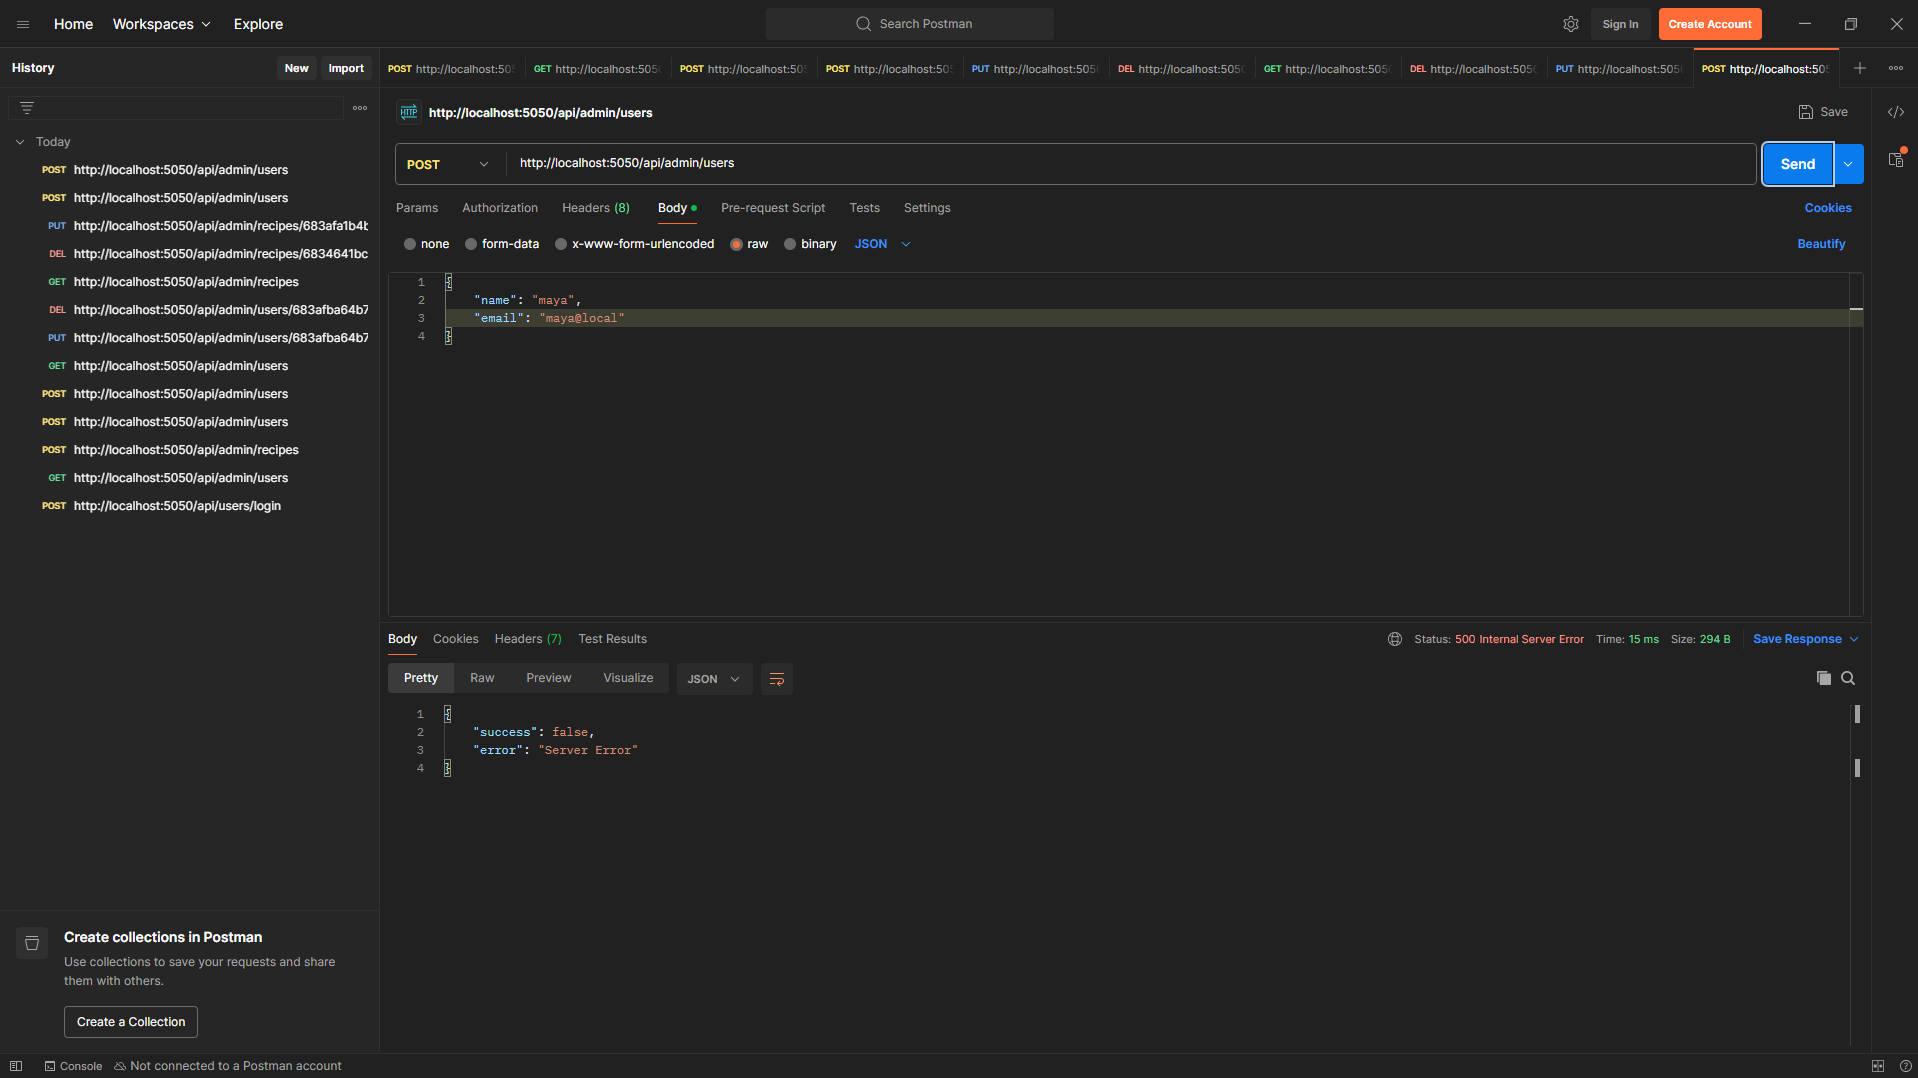 Home Workspaces Explore Search Postman Sign In Create Account
History New Import
POST http://localhost:505 GET http://localhost:505 POST http://localhost:505 POST http://localhost:505 PUT http://localhost:505 DEL http://localhost:505 GET http://localhost:505 DEL http://localhost:505 PUT http://localhost:505 POST http://localhost:505
Today
POST http://localhost:5050/api/admin/users
POST http://localhost:5050/api/admin/users
PUT http://localhost:5050/api/admin/recipes/683afa1b4b
DEL http://localhost:5050/api/admin/recipes/6834641bc
GET http://localhost:5050/api/admin/recipes
DEL http://localhost:5050/api/admin/users/683afba64b7
PUT http://localhost:5050/api/admin/users/683afba64b7
GET http://localhost:5050/api/admin/users
POST http://localhost:5050/api/admin/users
POST http://localhost:5050/api/admin/users
POST http://localhost:5050/api/admin/recipes
GET http://localhost:5050/api/admin/users
POST http://localhost:5050/api/users/login
Create collections in Postman
Use collections to save your requests and share
them with others.
Create a Collection
HTTP http://localhost:5050/api/admin/users Save
POST http://localhost:5050/api/admin/users Send
Params Authorization Headers (8) Body Pre-request Script Tests Settings Cookies
none form-data x-www-form-urlencoded raw binary JSON Beautify
1 {
2 "name": "maya",
3 "email": "maya@local"
4 }
Body Cookies Headers (7) Test Results Status: 500 Internal Server Error Time: 15 ms Size: 294 B Save Response
Pretty Raw Preview Visualize JSON
1 {
2 "success": false,
3 "error": "Server Error"
4 }
Console Not connected to a Postman account